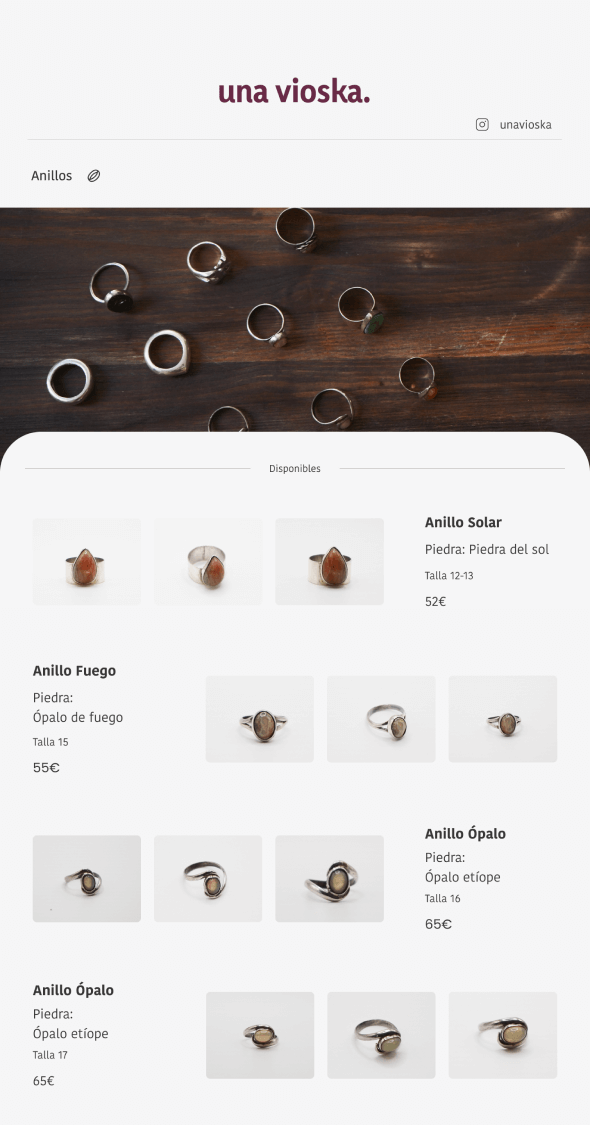 una vioska.
unavioska
Anillos
Disponibles
Anillo Solar
Piedra: Piedra del sol
Talla 12-13
52€
Anillo Fuego
Piedra:
Ópalo de fuego
Talla 15
55€
Anillo Ópalo
Piedra:
Ópalo etíope
Talla 16
65€
Anillo Ópalo
Piedra:
Ópalo etíope
Talla 17
65€